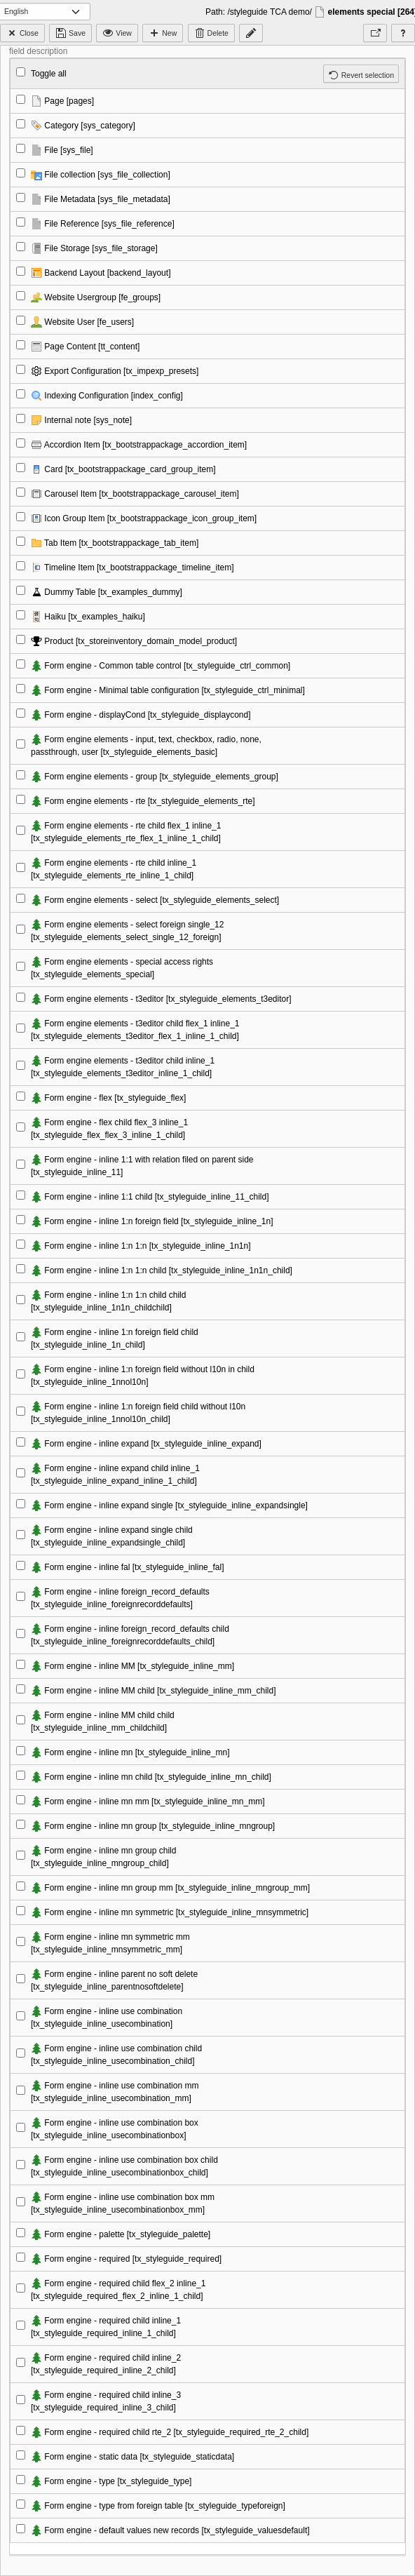 English
Path: /styleguide TCA demo/ elements special [264
Close Save View New Delete ?
field description
Toggle all
Revert selection
Page [pages]
Category [sys_category]
File [sys_file]
File collection [sys_file_collection]
File Metadata [sys_file_metadata]
File Reference [sys_file_reference]
File Storage [sys_file_storage]
Backend Layout [backend_layout]
Website Usergroup [fe_groups]
Website User [fe_users]
Page Content [tt_content]
Export Configuration [tx_impexp_presets]
Indexing Configuration [index_config]
Internal note [sys_note]
Accordion Item [tx_bootstrappackage_accordion_item]
Card [tx_bootstrappackage_card_group_item]
Carousel Item [tx_bootstrappackage_carousel_item]
Icon Group Item [tx_bootstrappackage_icon_group_item]
Tab Item [tx_bootstrappackage_tab_item]
Timeline Item [tx_bootstrappackage_timeline_item]
Dummy Table [tx_examples_dummy]
Haiku [tx_examples_haiku]
Product [tx_storeinventory_domain_model_product]
Form engine - Common table control [tx_styleguide_ctrl_common]
Form engine - Minimal table configuration [tx_styleguide_ctrl_minimal]
Form engine - displayCond [tx_styleguide_displaycond]
Form engine elements - input, text, checkbox, radio, none,
passthrough, user [tx_styleguide_elements_basic]
Form engine elements - group [tx_styleguide_elements_group]
Form engine elements - rte [tx_styleguide_elements_rte]
Form engine elements - rte child flex_1 inline_1
[tx_styleguide_elements_rte_flex_1_inline_1_child]
Form engine elements - rte child inline_1
[tx_styleguide_elements_rte_inline_1_child]
Form engine elements - select [tx_styleguide_elements_select]
Form engine elements - select foreign single_12
[tx_styleguide_elements_select_single_12_foreign]
Form engine elements - special access rights
[tx_styleguide_elements_special]
Form engine elements - t3editor [tx_styleguide_elements_t3editor]
Form engine elements - t3editor child flex_1 inline_1
[tx_styleguide_elements_t3editor_flex_1_inline_1_child]
Form engine elements - t3editor child inline_1
[tx_styleguide_elements_t3editor_inline_1_child]
Form engine - flex [tx_styleguide_flex]
Form engine - flex child flex_3 inline_1
[tx_styleguide_flex_flex_3_inline_1_child]
Form engine - inline 1:1 with relation filed on parent side
[tx_styleguide_inline_11]
Form engine - inline 1:1 child [tx_styleguide_inline_11_child]
Form engine - inline 1:n foreign field [tx_styleguide_inline_1n]
Form engine - inline 1:n 1:n [tx_styleguide_inline_1n1n]
Form engine - inline 1:n 1:n child [tx_styleguide_inline_1n1n_child]
Form engine - inline 1:n 1:n child child
[tx_styleguide_inline_1n1n_childchild]
Form engine - inline 1:n foreign field child
[tx_styleguide_inline_1n_child]
Form engine - inline 1:n foreign field without l10n in child
[tx_styleguide_inline_1nnol10n]
Form engine - inline 1:n foreign field child without l10n
[tx_styleguide_inline_1nnol10n_child]
Form engine - inline expand [tx_styleguide_inline_expand]
Form engine - inline expand child inline_1
[tx_styleguide_inline_expand_inline_1_child]
Form engine - inline expand single [tx_styleguide_inline_expandsingle]
Form engine - inline expand single child
[tx_styleguide_inline_expandsingle_child]
Form engine - inline fal [tx_styleguide_inline_fal]
Form engine - inline foreign_record_defaults
[tx_styleguide_inline_foreignrecorddefaults]
Form engine - inline foreign_record_defaults child
[tx_styleguide_inline_foreignrecorddefaults_child]
Form engine - inline MM [tx_styleguide_inline_mm]
Form engine - inline MM child [tx_styleguide_inline_mm_child]
Form engine - inline MM child child
[tx_styleguide_inline_mm_childchild]
Form engine - inline mn [tx_styleguide_inline_mn]
Form engine - inline mn child [tx_styleguide_inline_mn_child]
Form engine - inline mn mm [tx_styleguide_inline_mn_mm]
Form engine - inline mn group [tx_styleguide_inline_mngroup]
Form engine - inline mn group child
[tx_styleguide_inline_mngroup_child]
Form engine - inline mn group mm [tx_styleguide_inline_mngroup_mm]
Form engine - inline mn symmetric [tx_styleguide_inline_mnsymmetric]
Form engine - inline mn symmetric mm
[tx_styleguide_inline_mnsymmetric_mm]
Form engine - inline parent no soft delete
[tx_styleguide_inline_parentnosoftdelete]
Form engine - inline use combination
[tx_styleguide_inline_usecombination]
Form engine - inline use combination child
[tx_styleguide_inline_usecombination_child]
Form engine - inline use combination mm
[tx_styleguide_inline_usecombination_mm]
Form engine - inline use combination box
[tx_styleguide_inline_usecombinationbox]
Form engine - inline use combination box child
[tx_styleguide_inline_usecombinationbox_child]
Form engine - inline use combination box mm
[tx_styleguide_inline_usecombinationbox_mm]
Form engine - palette [tx_styleguide_palette]
Form engine - required [tx_styleguide_required]
Form engine - required child flex_2 inline_1
[tx_styleguide_required_flex_2_inline_1_child]
Form engine - required child inline_1
[tx_styleguide_required_inline_1_child]
Form engine - required child inline_2
[tx_styleguide_required_inline_2_child]
Form engine - required child inline_3
[tx_styleguide_required_inline_3_child]
Form engine - required child rte_2 [tx_styleguide_required_rte_2_child]
Form engine - static data [tx_styleguide_staticdata]
Form engine - type [tx_styleguide_type]
Form engine - type from foreign table [tx_styleguide_typeforeign]
Form engine - default values new records [tx_styleguide_valuesdefault]